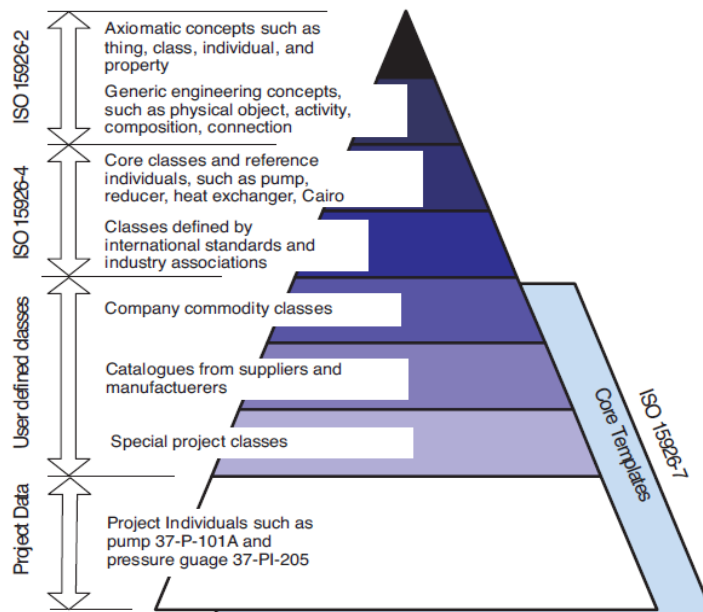 ISO 15926-2
Axiomatic concepts such as
thing, class, individual, and
property
Generic engineering concepts,
such as physical object, activity,
composition, connection
ISO 15926-4
Core classes and reference
individuals, such as pump,
reducer, heat exchanger, Cairo
Classes defined by
international standards and
industry associations
User defined classes
Company commodity classes
Catalogues from suppliers and
manufactuerers
Special project classes
Project Data
Project Individuals such as
pump 37-P-101A and
pressure guage 37-PI-205
Core Templates
ISO 15926-7